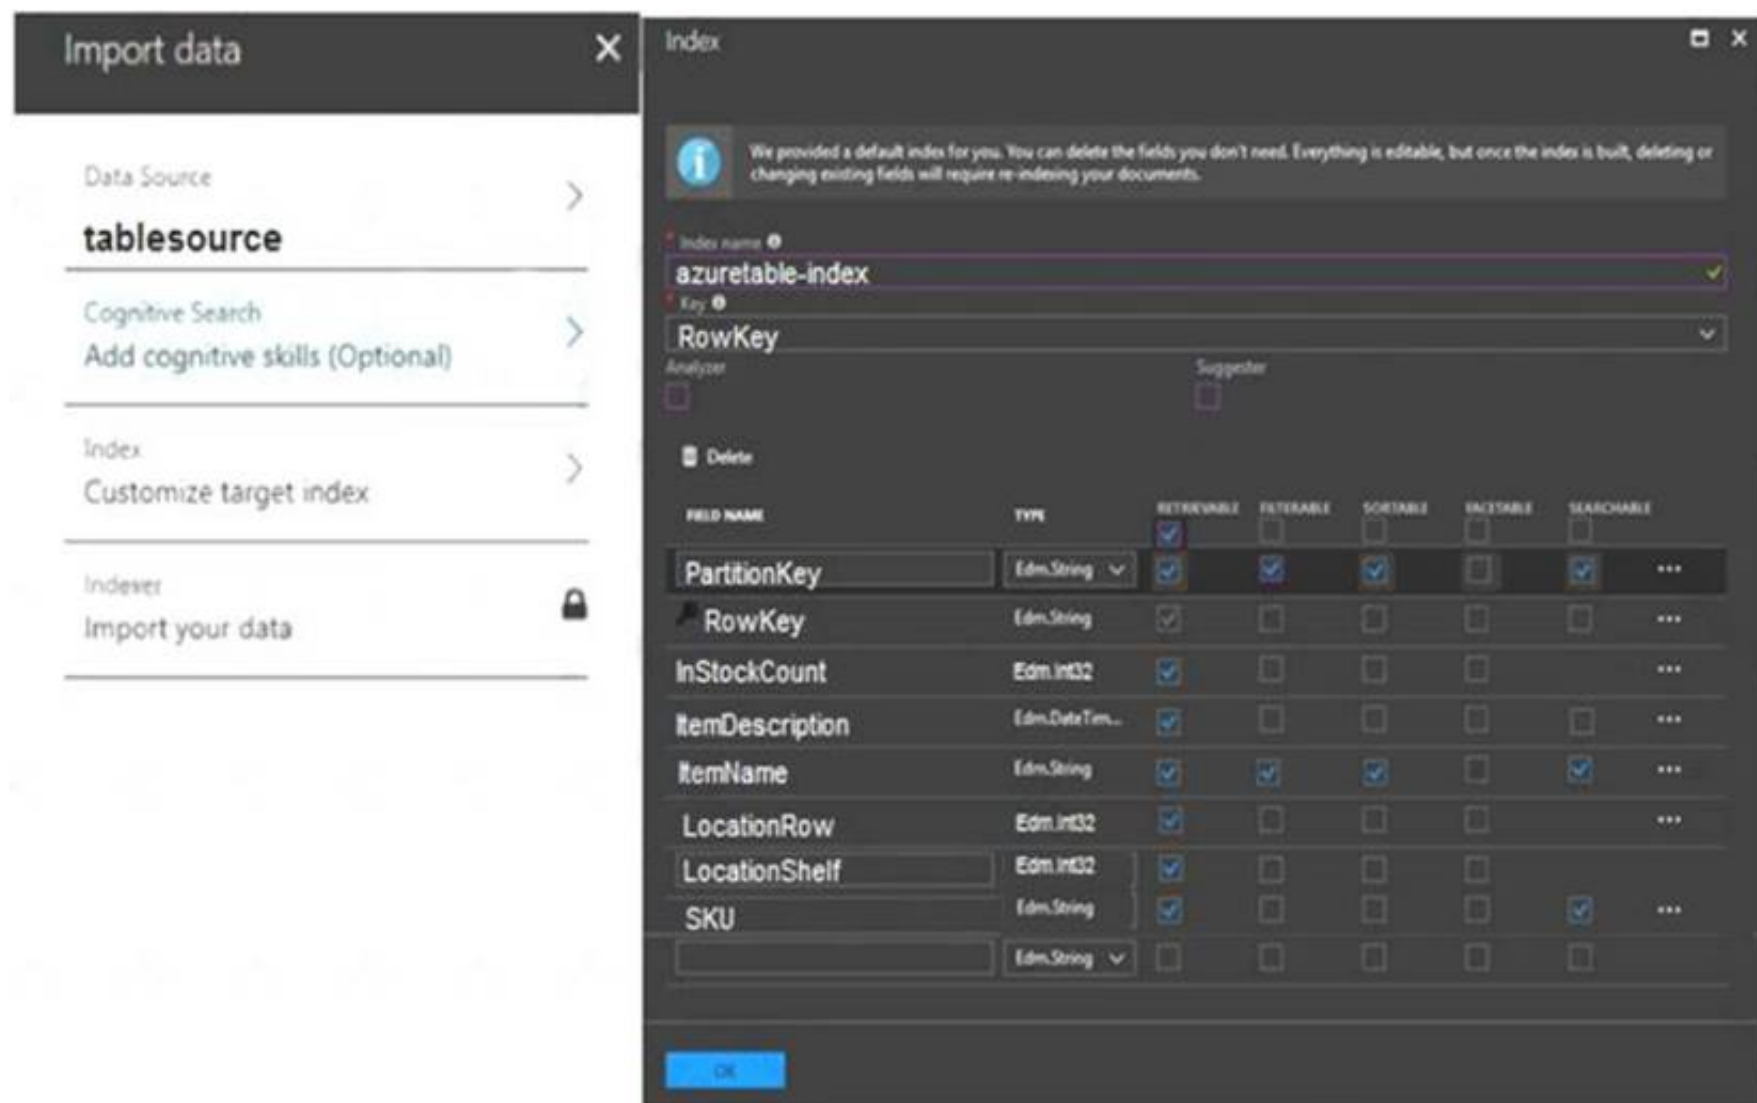 Import data
Data Source
tablesource
Cognitive Search
Add cognitive skills (Optional)
Index
Customize target index
Indexer
Import your data
Index
We provided a default index for you. You can delete the fields you don't need. Everything is editable, but once the index is built, deleting or
changing existing fields will require re-indexing your documents.
* Index name
azuretable-index
* Key
RowKey
Analyzer Suggester
Delete
FIELD NAME TYPE RETRIEVABLE FILTERABLE SORTABLE FACETABLE SEARCHABLE
PartitionKey Edm.String
RowKey Edm.String
InStockCount Edm.Int32
ItemDescription Edm.DateTim...
ItemName Edm.String
LocationRow Edm.Int32
LocationShelf Edm.Int32
SKU Edm.String
Edm.String
OK